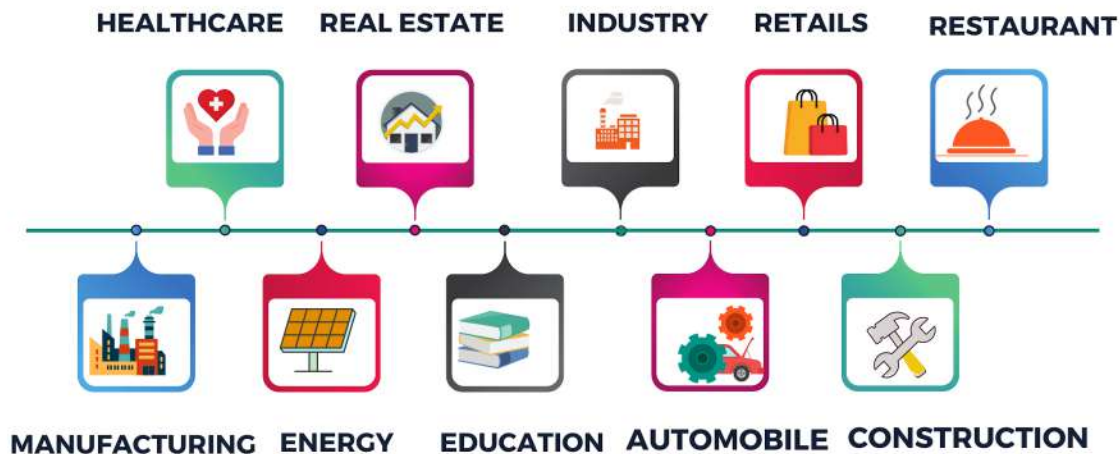 HEALTHCARE REAL ESTATE INDUSTRY RETAILS RESTAURANT
MANUFACTURING ENERGY EDUCATION AUTOMOBILE CONSTRUCTION